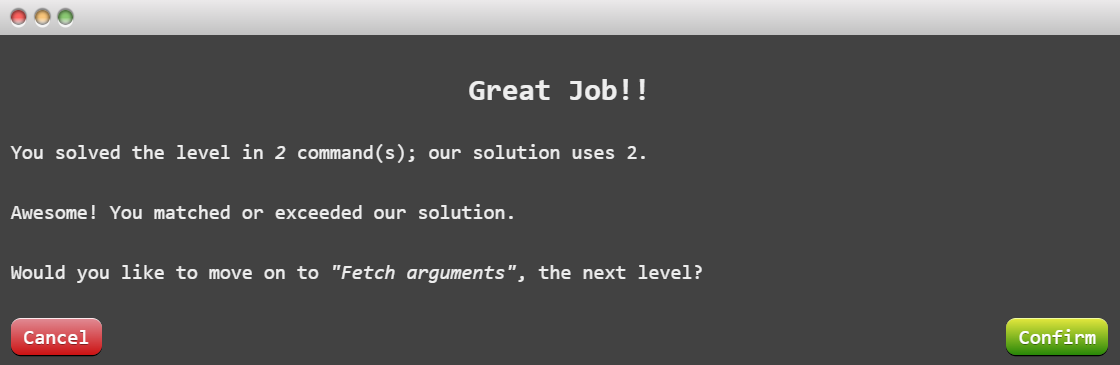 Great Job!!
You solved the level in 2 command(s); our solution uses 2.
Awesome! You matched or exceeded our solution.
Would you like to move on to "Fetch arguments", the next level?
Cancel
Confirm